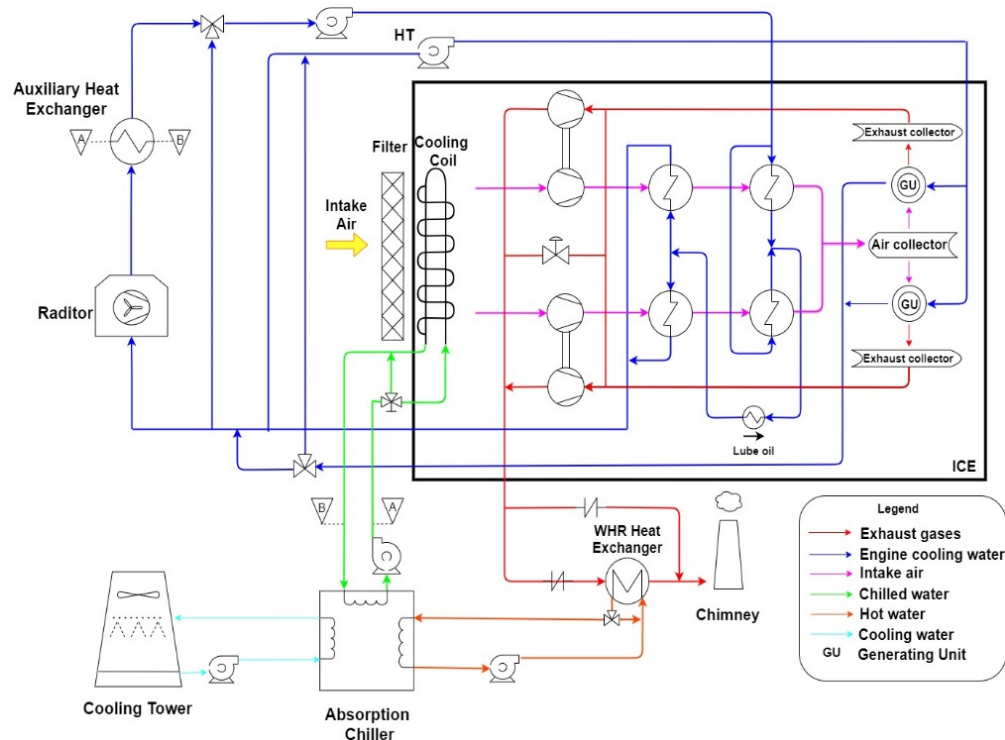 HT
Auxiliary Heat
Exchanger
A
B
Filter
Cooling
Coil
Exhaust collector
GU
Intake
Air
Air collector
Raditor
GU
Exhaust collector
Lube oil
ICE
B
A
WHR Heat
Exchanger
Chimney
Cooling Tower
Absorption
Chiller
Legend
Exhaust gases
Engine cooling water
Intake air
Chilled water
Hot water
Cooling water
GU Generating Unit